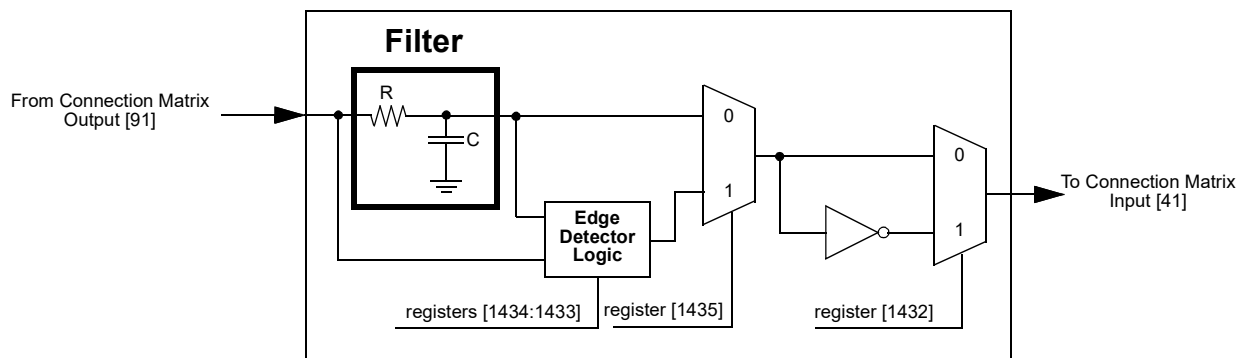 Filter
From Connection Matrix
Output [91]
R
C
0
1
Edge
Detector
Logic
0
1
To Connection Matrix
Input [41]
registers [1434:1433]
register [1435]
register [1432]